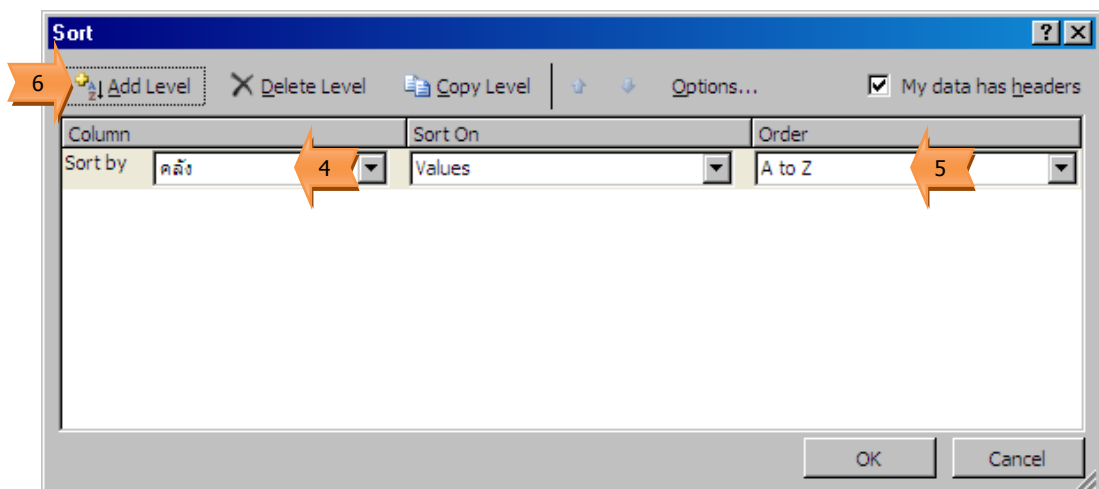 Sort
6 Add Level Delete Level Copy Level Options... My data has headers
Column Sort On Order
Sort by คลัง 4 Values A to Z 5
OK Cancel